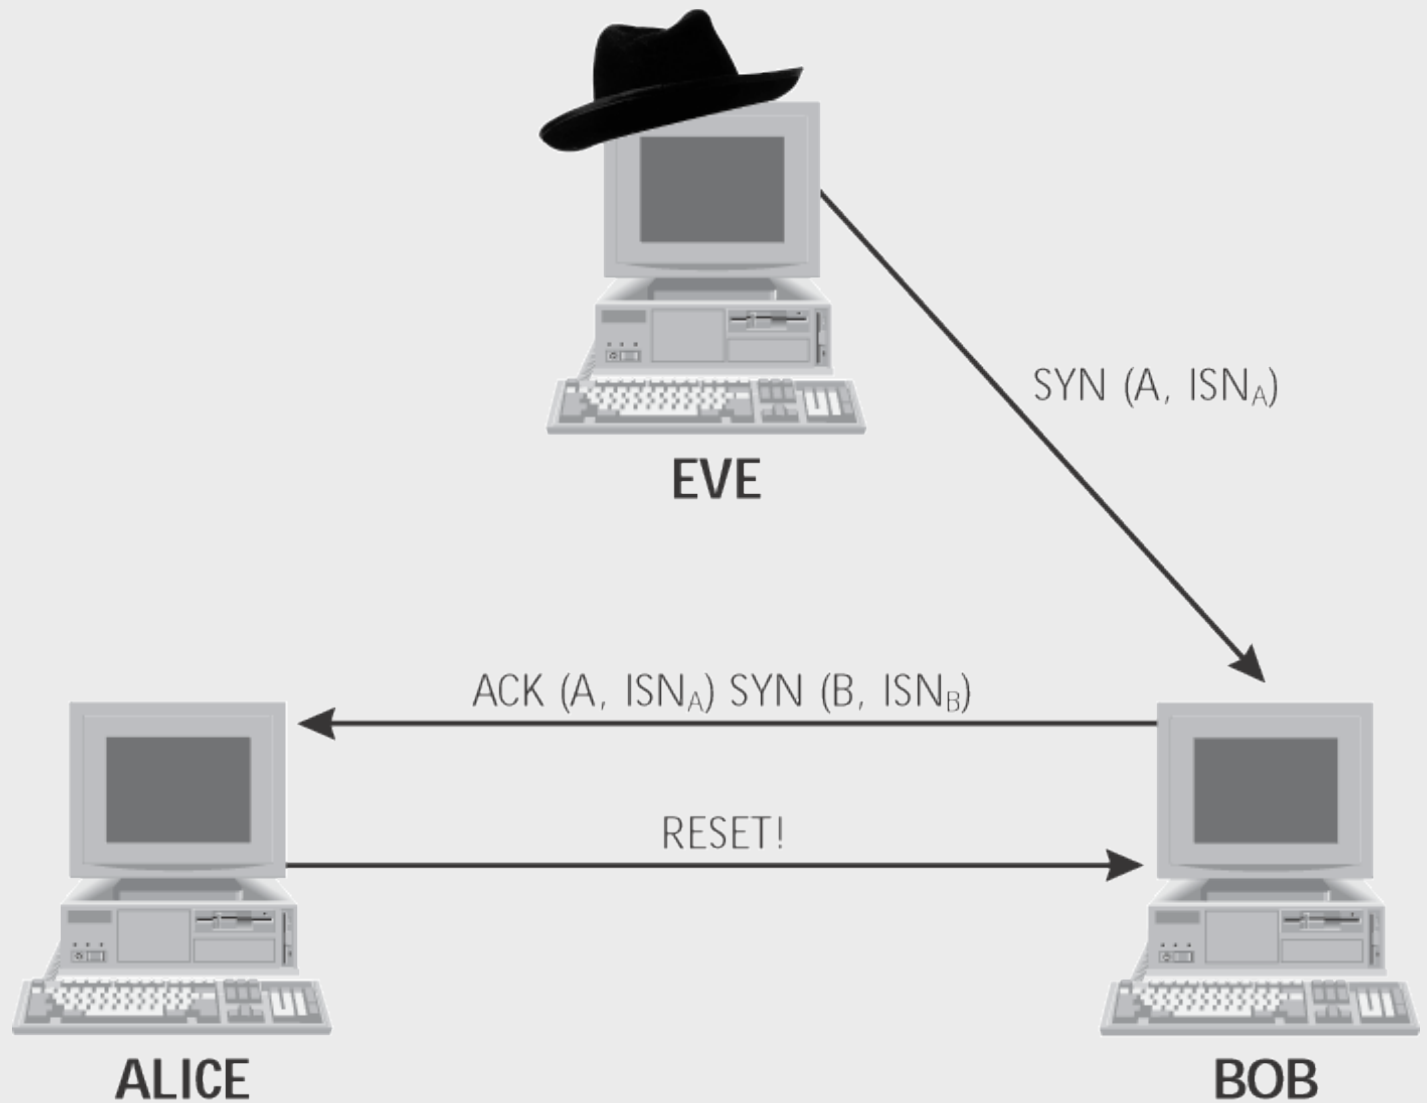 SYN (A, ISNA)
EVE
ACK (A, ISNA) SYN (B, ISNB)
RESET!
ALICE
BOB